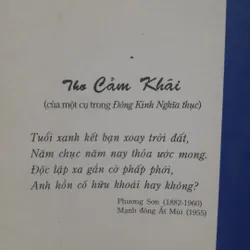 Thơ Cảm Khái
(của một cụ trong Đông Kinh Nghĩa thục)
Tuổi xanh kết bạn xoay trời đất,
Năm chục năm nay thỏa ước mong.
Độc lập xa gần cờ phấp phới,
Anh hồn cố hữu khoái hay không?
Phương Sơn (1882-1960)
Mạnh đông Ất Mùi (1955)